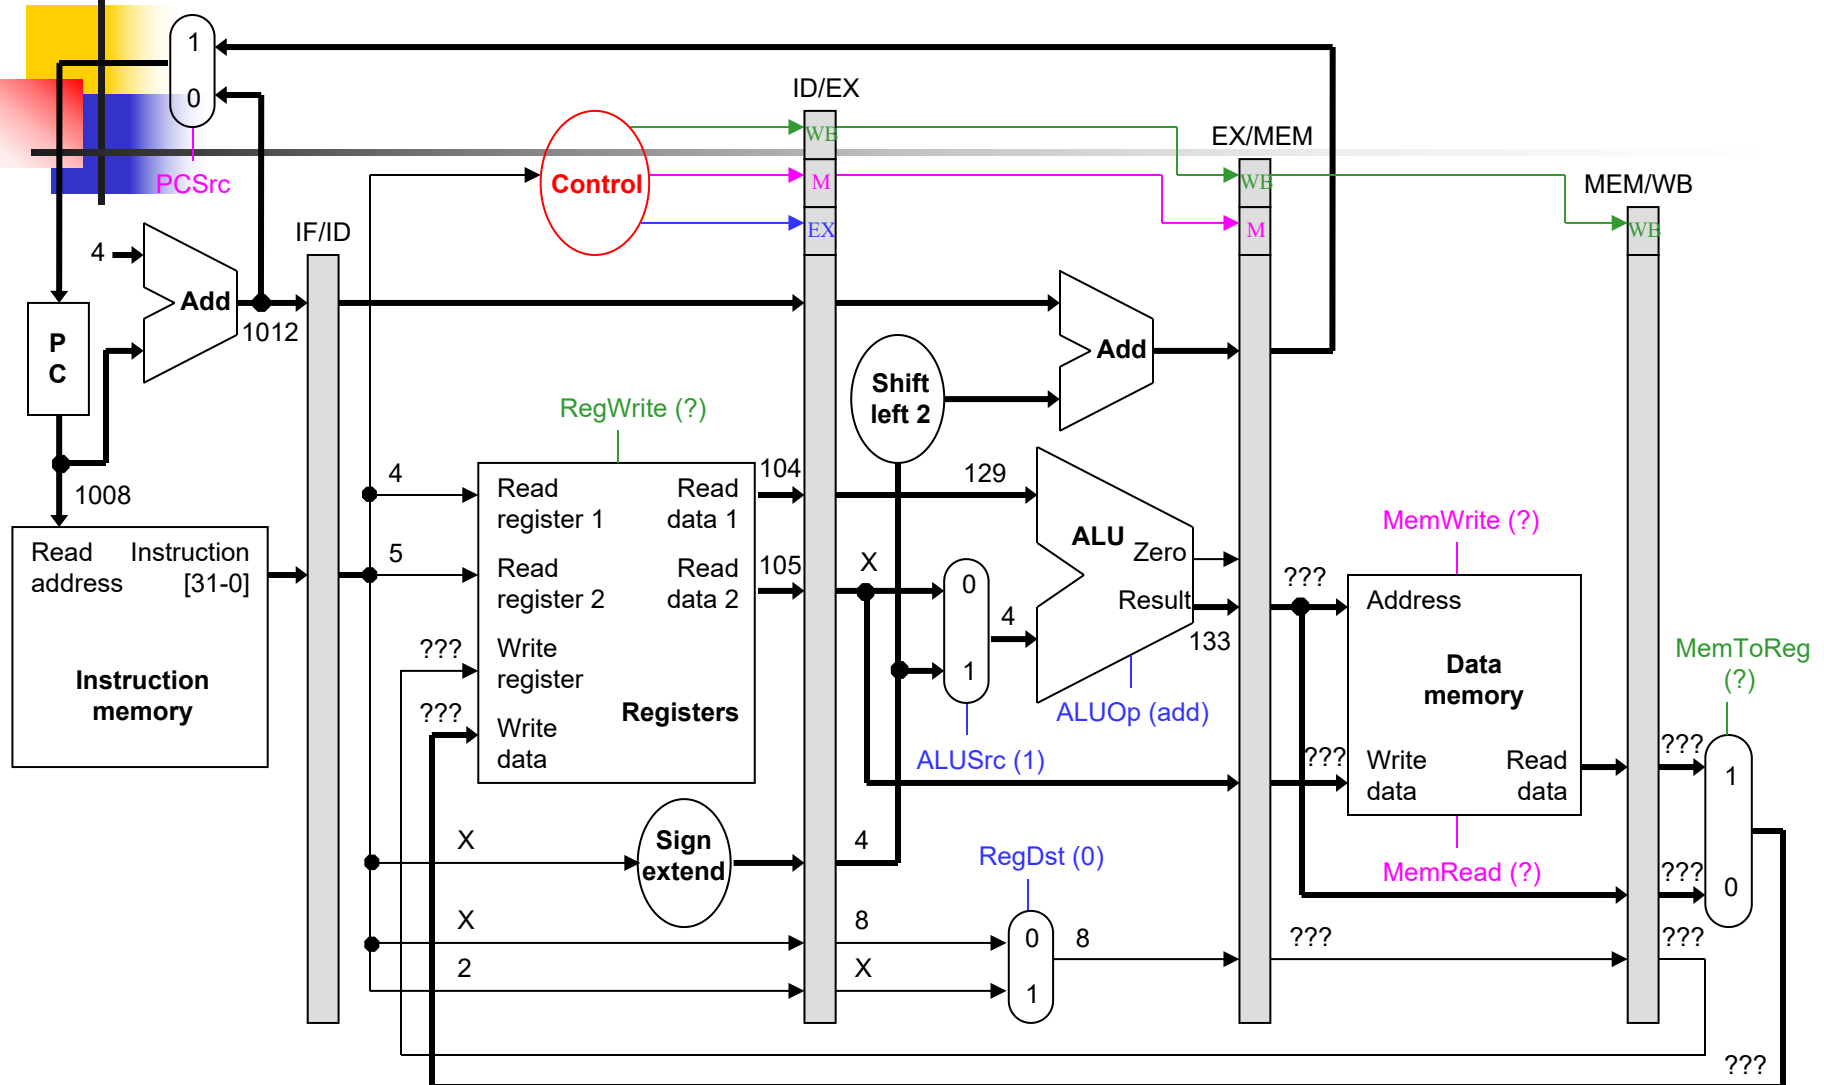 1
0
ID/EX
WB
EX/MEM
PCSrc
Control
M
WB
MEM/WB
IF/ID
EX
M
WB
4
Add
1012
P
C
Add
Shift
left 2
RegWrite (?)
1008
4
104
129
Read
register 1
Read
data 1
MemWrite (?)
Read
address
Instruction
[31-0]
5
Read
register 2
Read
data 2
105
X
0
ALU
Zero
Result
???
Address
4
133
???
Write
register
1
MemToReg
(?)
Instruction
memory
Data
memory
???
Write
data
Registers
ALUOp (add)
ALUSrc (1)
???
Write
data
Read
data
???
1
X
Sign
extend
4
RegDst (0)
MemRead (?)
???
0
X
8
0
8
???
???
2
X
1
???